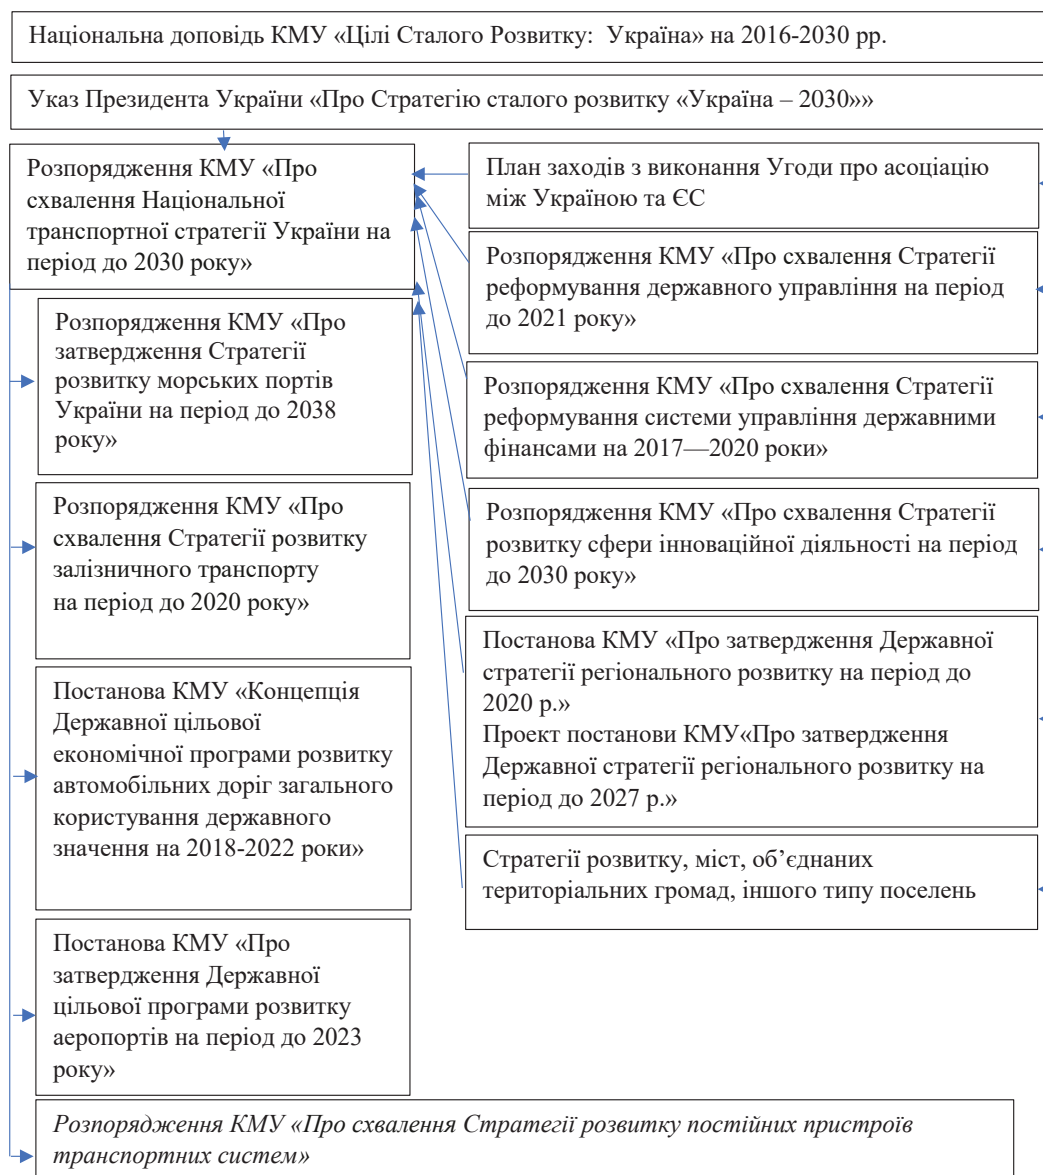 Національна доповідь КМУ «Цілі Сталого Розвитку:  Україна» на 2016-2030 рр.
Указ Президента України «Про Стратегію сталого розвитку «Україна – 2030»»
Розпорядження КМУ «Про
схвалення Національної
транспортної стратегії України на
період до 2030 року»
Розпорядження КМУ «Про
затвердження Стратегії
розвитку морських портів
України на період до 2038
року»
Розпорядження КМУ «Про
схвалення Стратегії розвитку
залізничного транспорту
на період до 2020 року»
Постанова КМУ «Концепція
Державної цільової
економічної програми розвитку
автомобільних доріг загального
користування державного
значення на 2018-2022 роки»
Постанова КМУ «Про
затвердження Державної
цільової програми розвитку
аеропортів на період до 2023
року»
План заходів з виконання Угоди про асоціацію
між Україною та ЄС
Розпорядження КМУ «Про схвалення Стратегії
реформування державного управління на період
до 2021 року»
Розпорядження КМУ «Про схвалення Стратегії
реформування системи управління державними
фінансами на 2017—2020 роки»
Розпорядження КМУ «Про схвалення Стратегії
розвитку сфери інноваційної діяльності на період
до 2030 року»
Постанова КМУ «Про затвердження Державної
стратегії регіонального розвитку на період до
2020 р.»
Проект постанови КМУ«Про затвердження
Державної стратегії регіонального розвитку на
період до 2027 р.»
Стратегії розвитку, міст, об’єднаних
територіальних громад, іншого типу поселень
Розпорядження КМУ «Про схвалення Стратегії розвитку постійних пристроїв
транспортних систем»